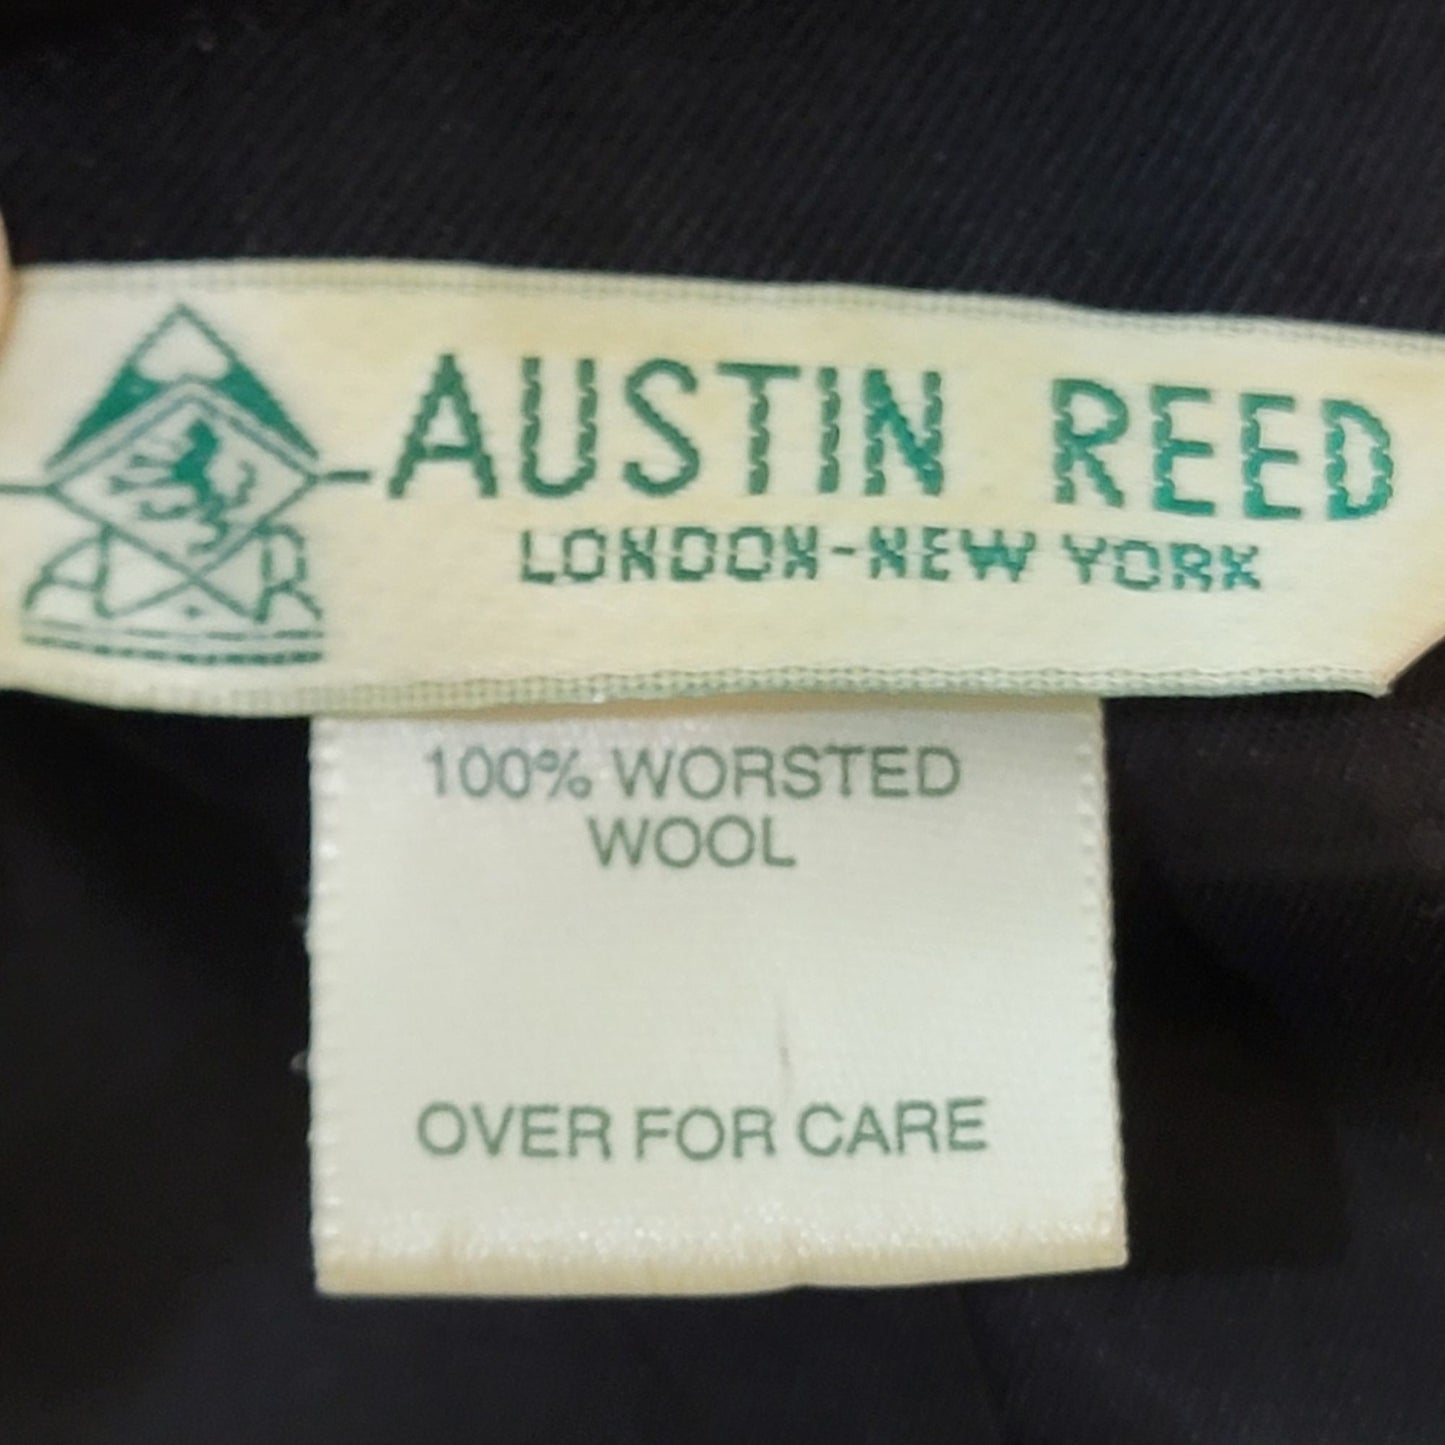 AUSTIN REED
LONDON-NEW YORK
A R
100% WORSTED
WOOL
OVER FOR CARE